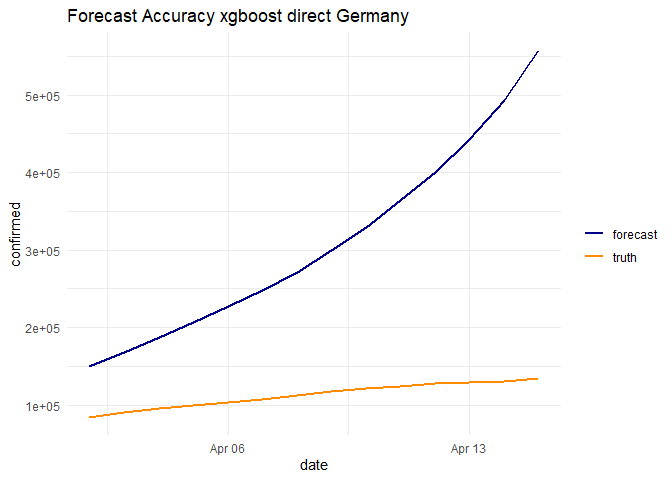 Forecast Accuracy xgboost direct Germany
5e+05
4e+05
3e+05
2e+05
1e+05
confirmed
Apr 06
Apr 13
date
forecast
truth